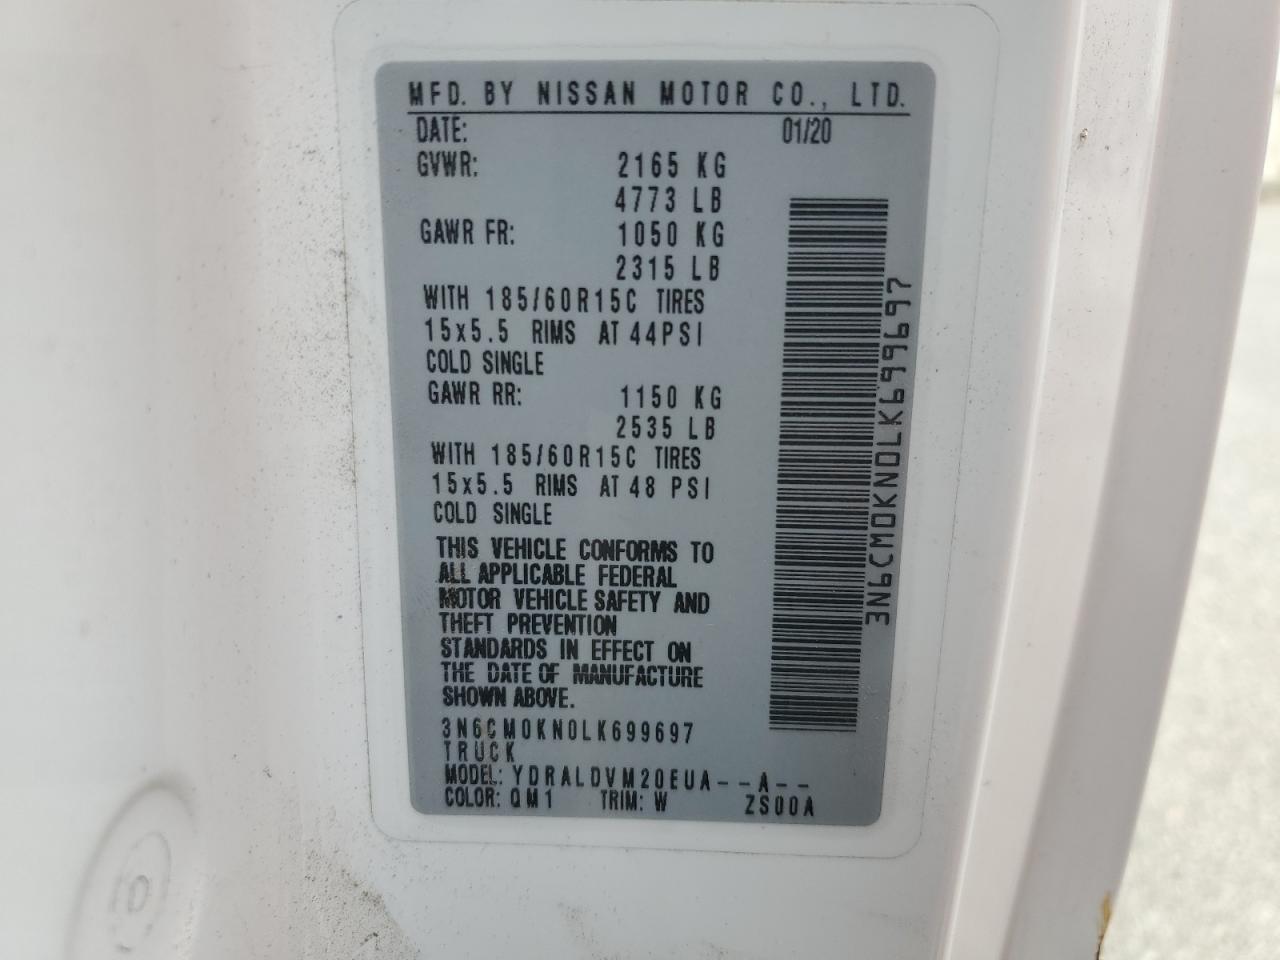 MFD. BY NISSAN MOTOR CO., LTD.
DATE: 01/20
GVWR: 2165 KG
4773 LB
GAWR FR: 1050 KG
2315 LB
WITH 185/60R15C TIRES
15x5.5 RIMS AT 44PSI
COLD SINGLE
GAWR RR: 1150 KG
2535 LB
WITH 185/60R15C TIRES
15x5.5 RIMS AT 48 PSI
COLD SINGLE
THIS VEHICLE CONFORMS TO
ALL APPLICABLE FEDERAL
MOTOR VEHICLE SAFETY AND
THEFT PREVENTION
STANDARDS IN EFFECT ON
THE DATE OF MANUFACTURE
SHOWN ABOVE.
3N6CM0KN0LK699697
TRUCK
MODEL: YDRALDVM20EUA--A--
COLOR: QM1 TRIM: W ZS00A
3N6CM0KN0LK699697